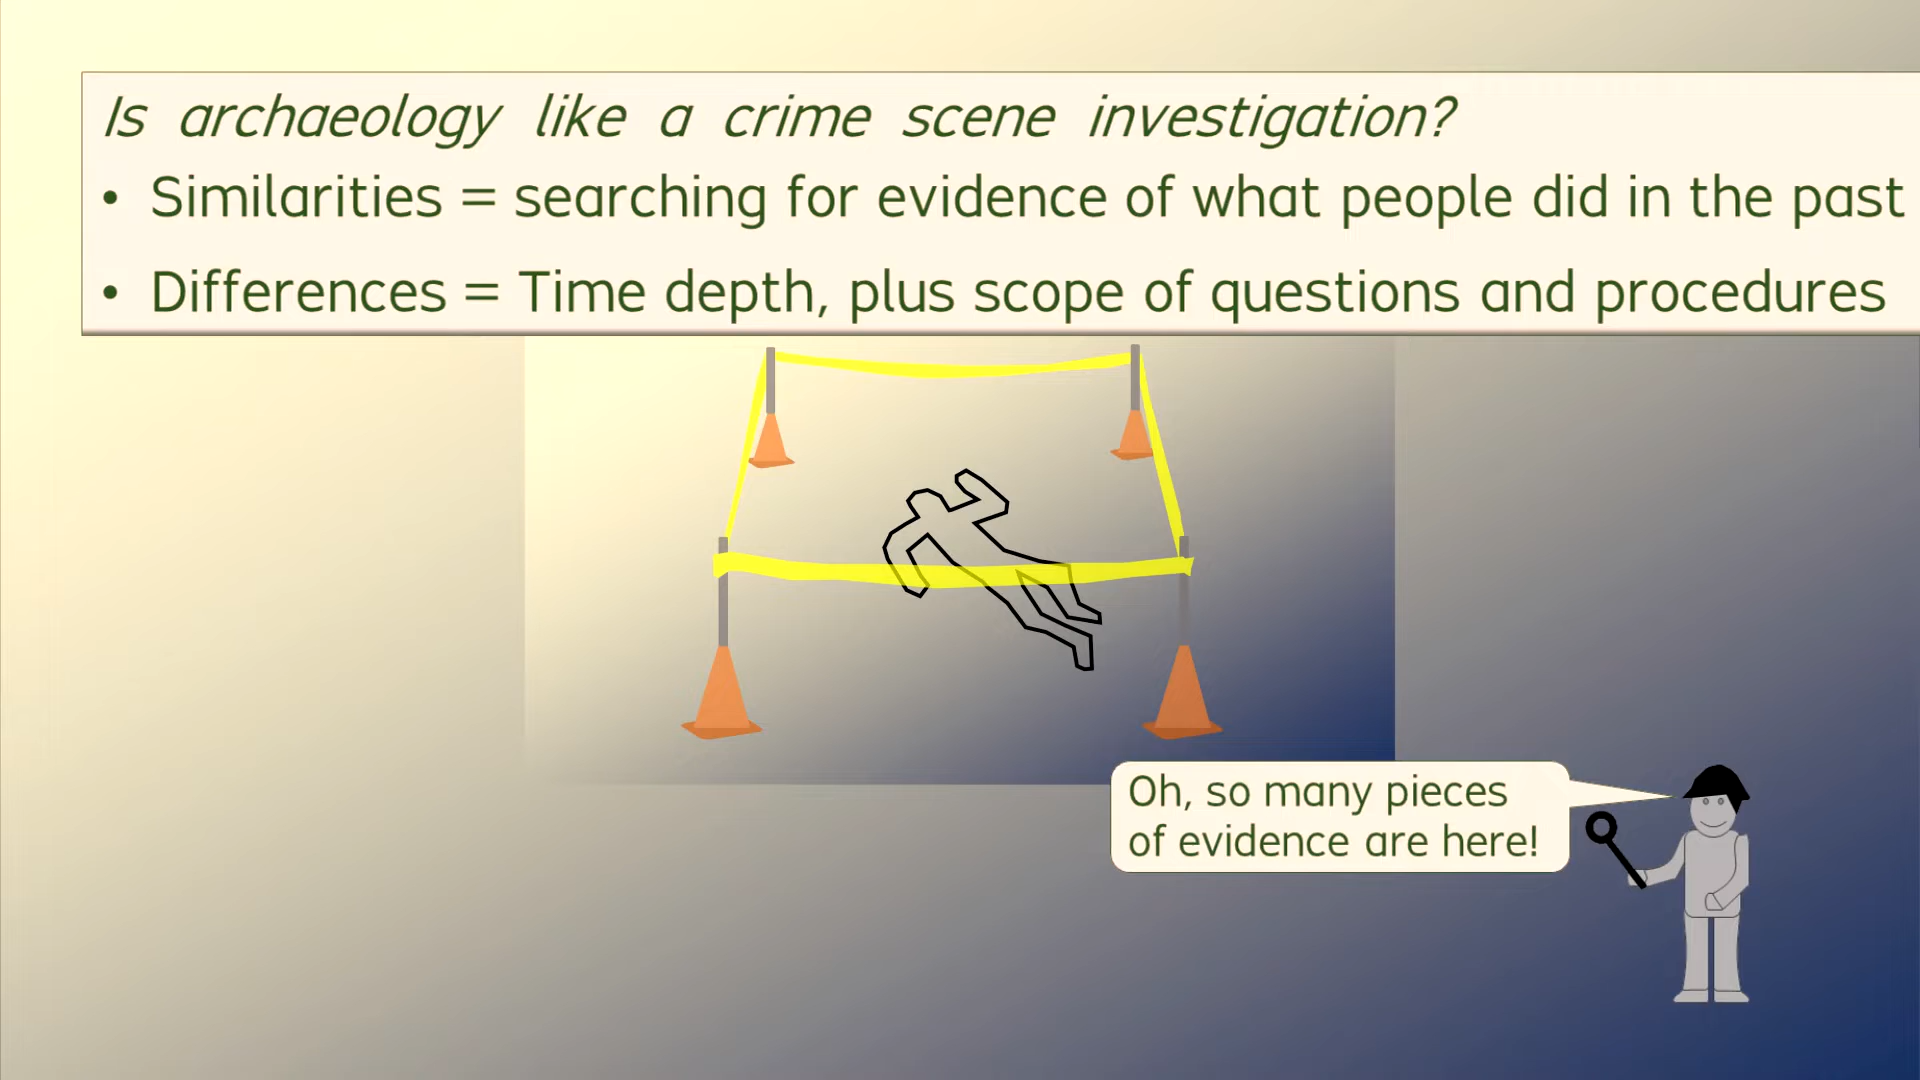 Is archaeology like a crime scene investigation?
• Similarities = searching for evidence of what people did in the past
• Differences = Time depth, plus scope of questions and procedures
Oh, so many pieces
of evidence are here!